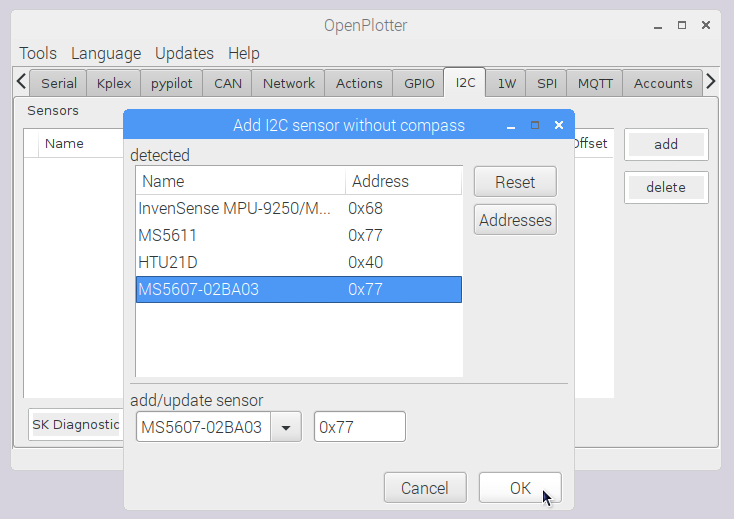 OpenPlotter
Tools Language Updates Help
Serial Kplex pypilot CAN Network Actions GPIO I2C 1W SPI MQTT Accounts
Sensors
Name
Offset
add
delete
SK Diagnostic
Add I2C sensor without compass
detected
Name Address
InvenSense MPU-9250/M... 0x68
MS5611 0x77
HTU21D 0x40
MS5607-02BA03 0x77
Reset
Addresses
add/update sensor
MS5607-02BA03 0x77
Cancel OK